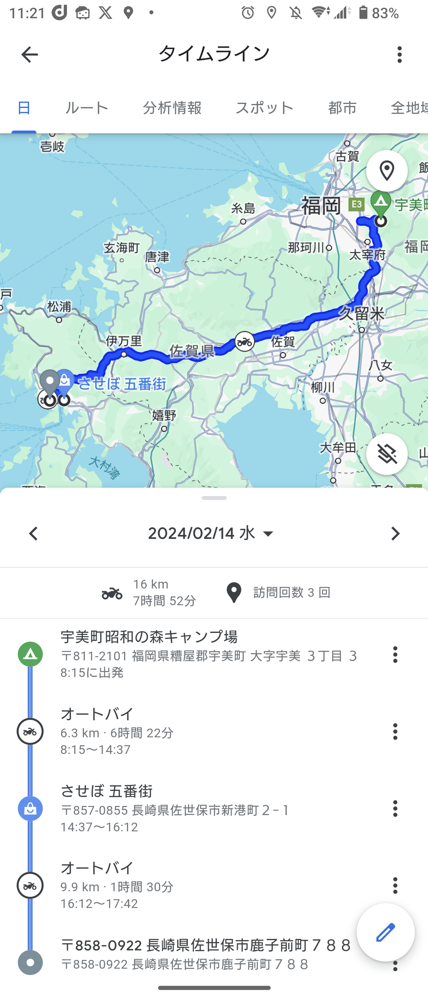 11:21
83%
タイムライン
日 ルート 分析情報 スポット 都市 全地域
壱岐
古賀
飯
福岡
E3
宇美町
糸島
玄海町
唐津
那珂川
太宰府
福岡
戸
松浦
久留米
伊万里
佐賀県
佐賀
八女
させぼ 五番街
柳川
嬉野
大牟田
山
大村湾
2024/02/14 水
16 km
7時間 52分
訪問回数 3 回
宇美町昭和の森キャンプ場
〒811-2101 福岡県糟屋郡宇美町 大字宇美 ３丁目 ３
8:15に出発
オートバイ
6.3 km · 6時間 22分
8:15～14:37
させぼ 五番街
〒857-0855 長崎県佐世保市新港町２−１
14:37～16:12
オートバイ
9.9 km · 1時間 30分
16:12～17:42
〒858-0922 長崎県佐世保市鹿子前町７８８
〒858-0922 長崎県佐世保市鹿子前町７８８